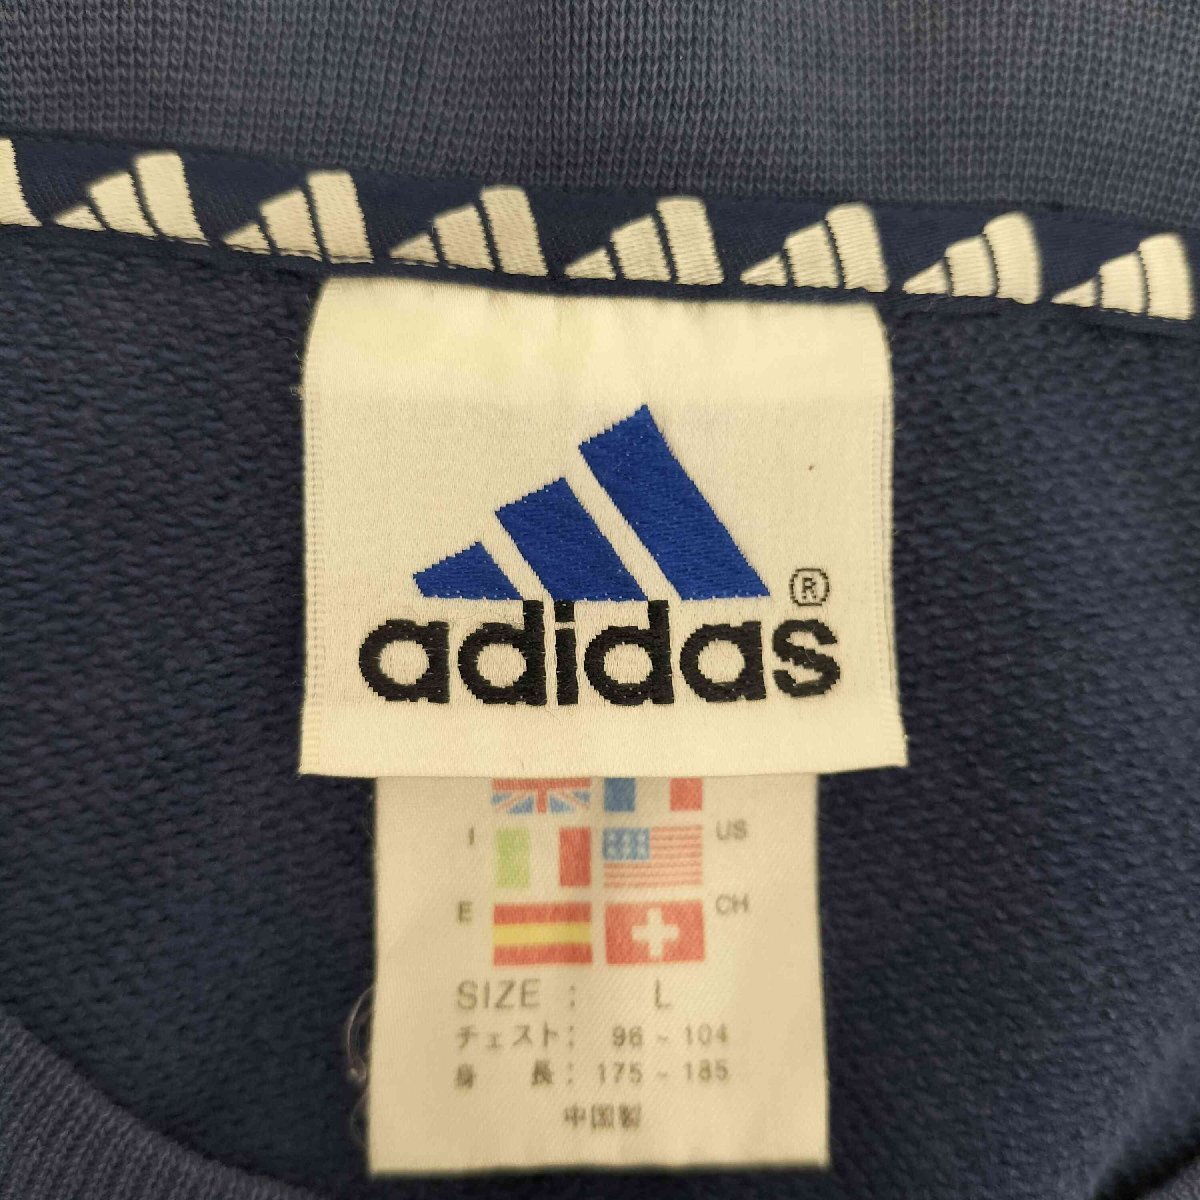 adidas®
I US
E CH
SIZE : L
チェスト: 96 ~ 104
身長: 175 ~ 185
中国製